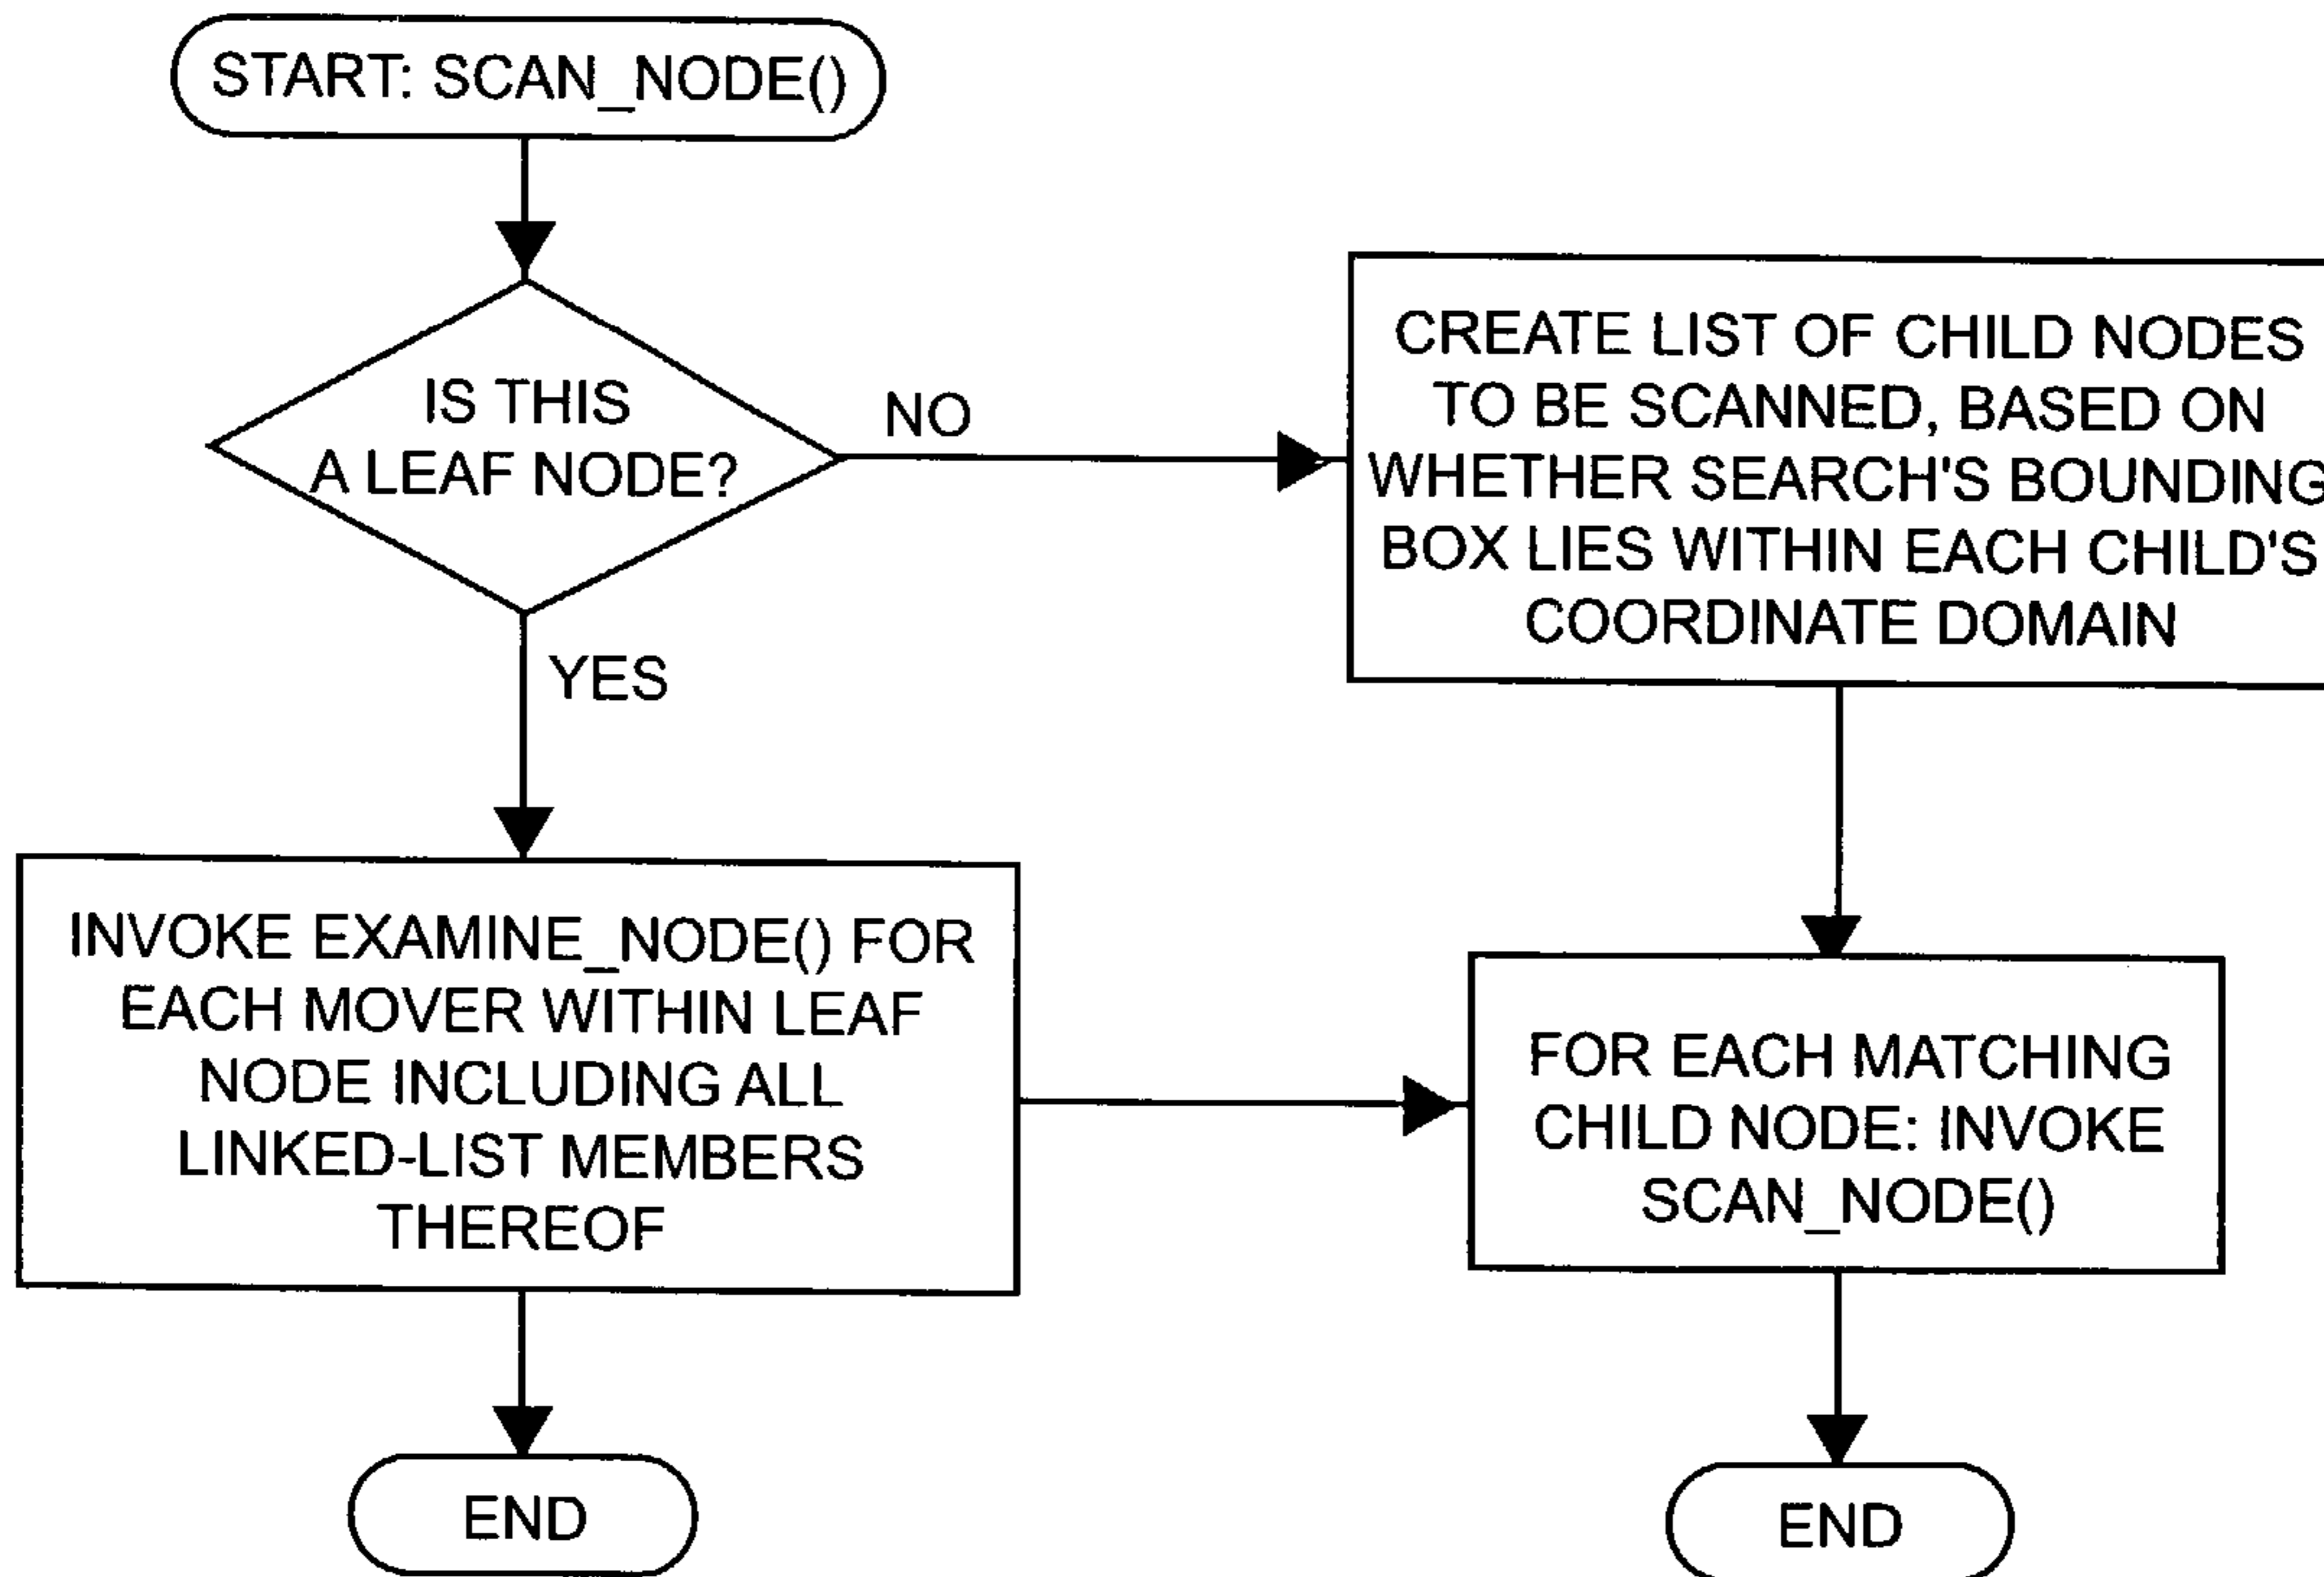 START: SCAN_NODE()
IS THIS
A LEAF NODE?
NO
YES
CREATE LIST OF CHILD NODES
TO BE SCANNED, BASED ON
WHETHER SEARCH'S BOUNDING
BOX LIES WITHIN EACH CHILD'S
COORDINATE DOMAIN
INVOKE EXAMINE_NODE() FOR
EACH MOVER WITHIN LEAF
NODE INCLUDING ALL
LINKED-LIST MEMBERS
THEREOF
FOR EACH MATCHING
CHILD NODE: INVOKE
SCAN_NODE()
END
END